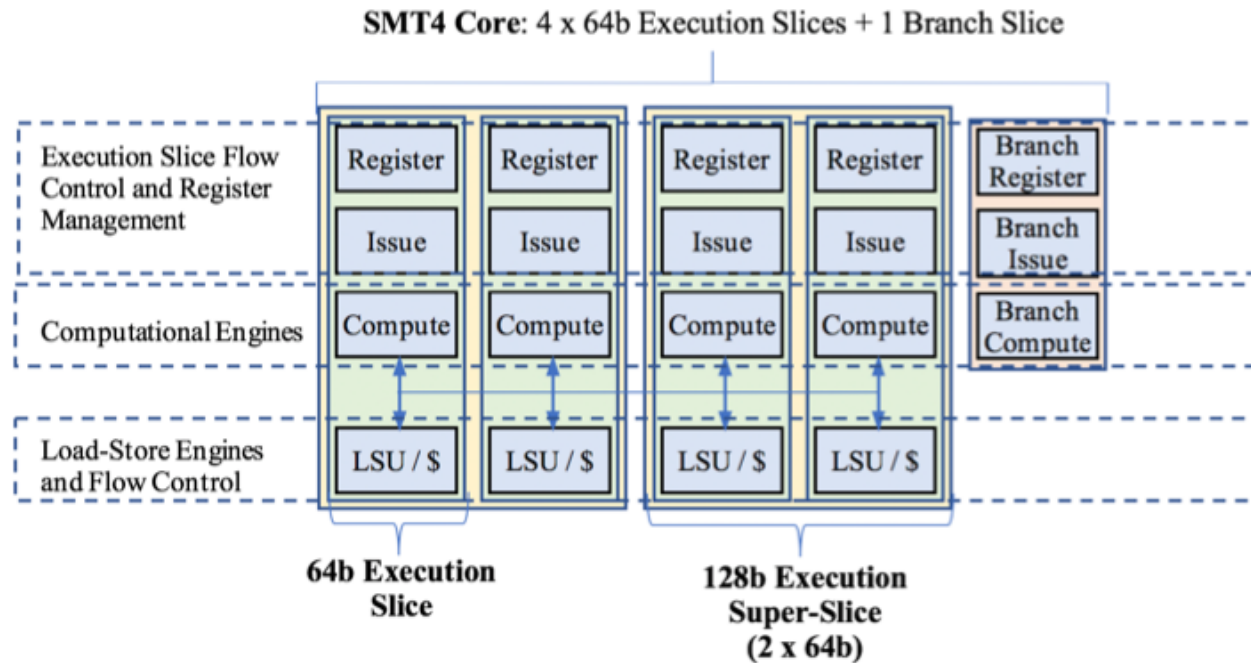 SMT4 Core: 4 x 64b Execution Slices + 1 Branch Slice
Execution Slice Flow
Control and Register
Management
Register
Register
Register
Register
Branch
Register
Issue
Issue
Issue
Issue
Branch
Issue
Computational Engines
Compute
Compute
Compute
Compute
Branch
Compute
Load-Store Engines
and Flow Control
LSU / $
LSU / $
LSU / $
LSU / $
64b Execution
Slice
128b Execution
Super-Slice
(2 x 64b)